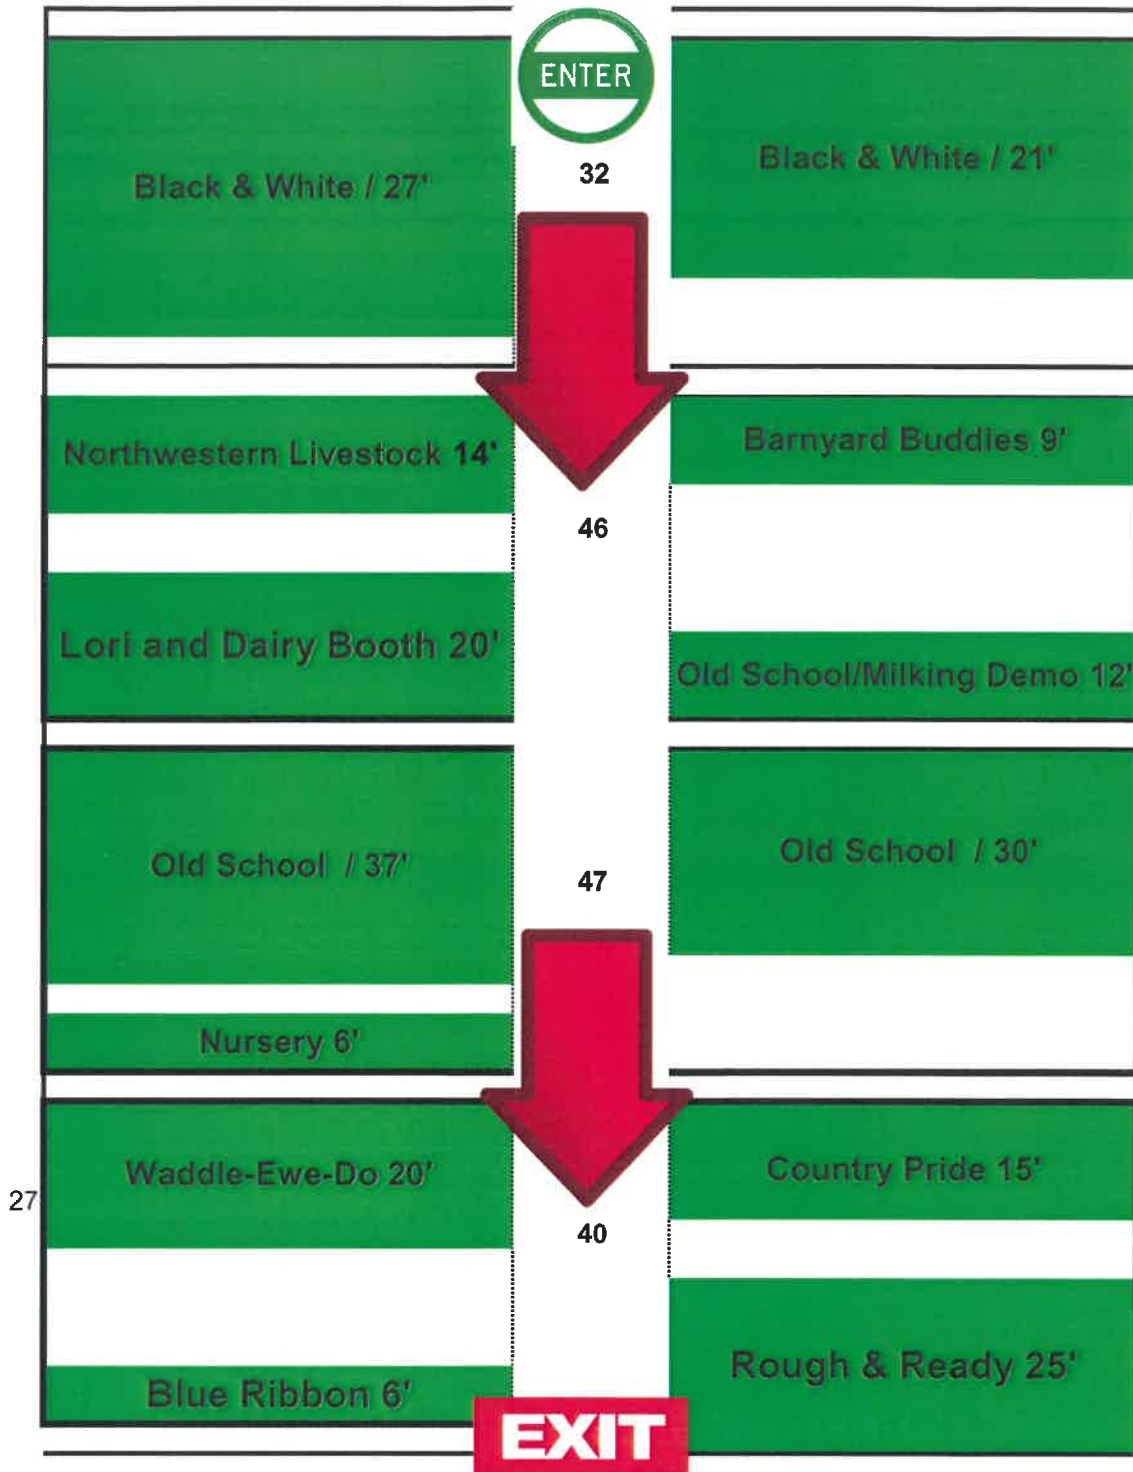 ENTER
Black & White / 27'
32
Black & White / 21'
Northwestern Livestock 14'
Barnyard Buddies 9'
46
Lori and Dairy Booth 20'
Old School/Milking Demo 12'
Old School / 37'
47
Old School / 30'
Nursery 6'
Waddle-Ewe-Do 20'
Country Pride 15'
27
40
Blue Ribbon 6'
Rough & Ready 25'
EXIT